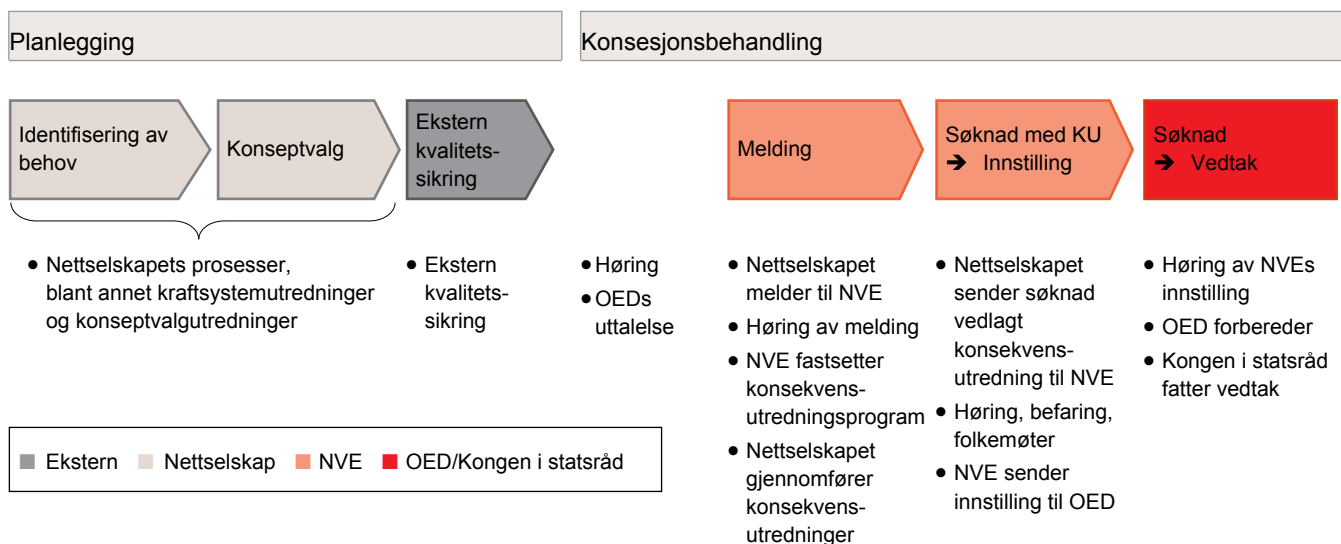 Planlegging
Konsesjonsbehandling
Identifisering av
behov
Konseptvalg
Ekstern
kvalitets-
sikring
Melding
Søknad med KU
➔ Innstilling
Søknad
➔ Vedtak
• Nettselskapets prosesser,
blant annet kraftsystemutredninger
og konseptvalgutredninger
• Ekstern
kvalitets-
sikring
• Høring
• OEDs
uttalelse
• Nettselskapet
melder til NVE
• Høring av melding
• NVE fastsetter
konsekvens-
utredningsprogram
• Nettselskapet
gjennomfører
konsekvens-
utredninger
• Nettselskapet
sender søknad
vedlagt
konsekvens-
utredning til NVE
• Høring, befaring,
folkemøter
• NVE sender
innstilling til OED
• Høring av NVEs
innstilling
• OED forbereder
• Kongen i statsråd
fatter vedtak
Ekstern Nettselskap NVE OED/Kongen i statsråd